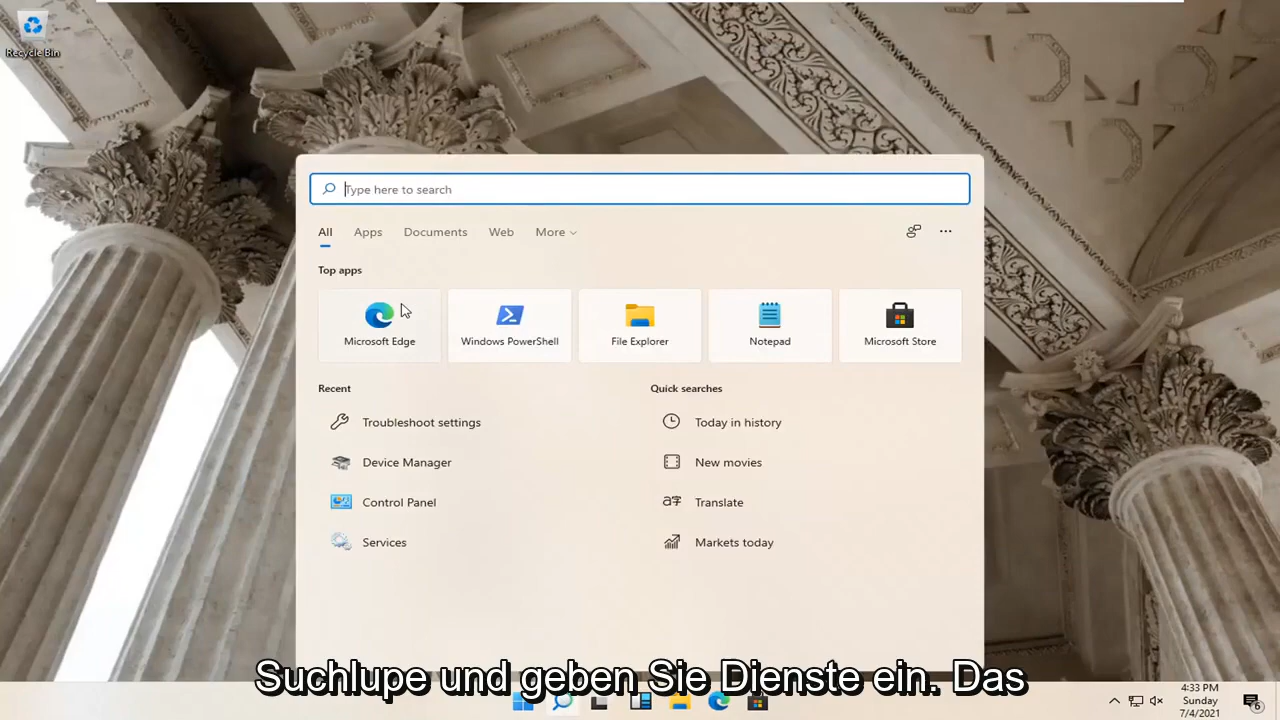 Recycle Bin
Type here to search
All Apps Documents Web More
Top apps
Microsoft Edge
Windows PowerShell
File Explorer
Notepad
Microsoft Store
Recent
Troubleshoot settings
Device Manager
Control Panel
Services
Quick searches
Today in history
New movies
Translate
Markets today
Suchlupe und geben Sie Dienste ein. Das
4:33 PM
Sunday
7/4/2021
6